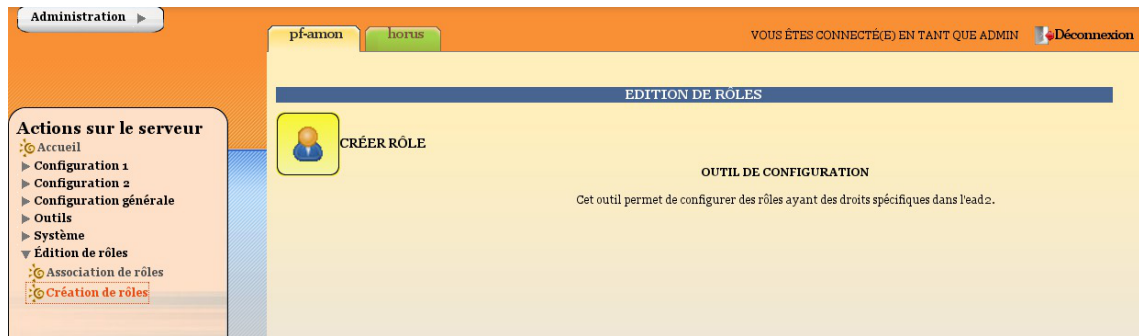 Administration
pf-amon
horus
VOUS ÊTES CONNECTÉ(E) EN TANT QUE ADMIN
Déconnexion
EDITION DE RÔLES
Actions sur le serveur
Accueil
Configuration 1
Configuration 2
Configuration générale
Outils
Système
Édition de rôles
Association de rôles
Création de rôles
CRÉER RÔLE
OUTIL DE CONFIGURATION
Cet outil permet de configurer des rôles ayant des droits spécifiques dans l'ead2.